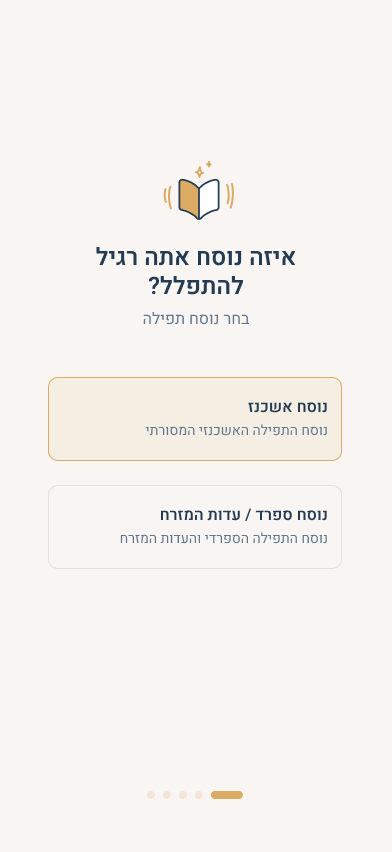 איזה נוסח אתה רגיל
להתפלל?
בחר נוסח תפילה
נוסח אשכנז
נוסח התפילה האשכנזי המסורתי
נוסח ספרד / עדות המזרח
נוסח התפילה הספרדי והעדות המזרח